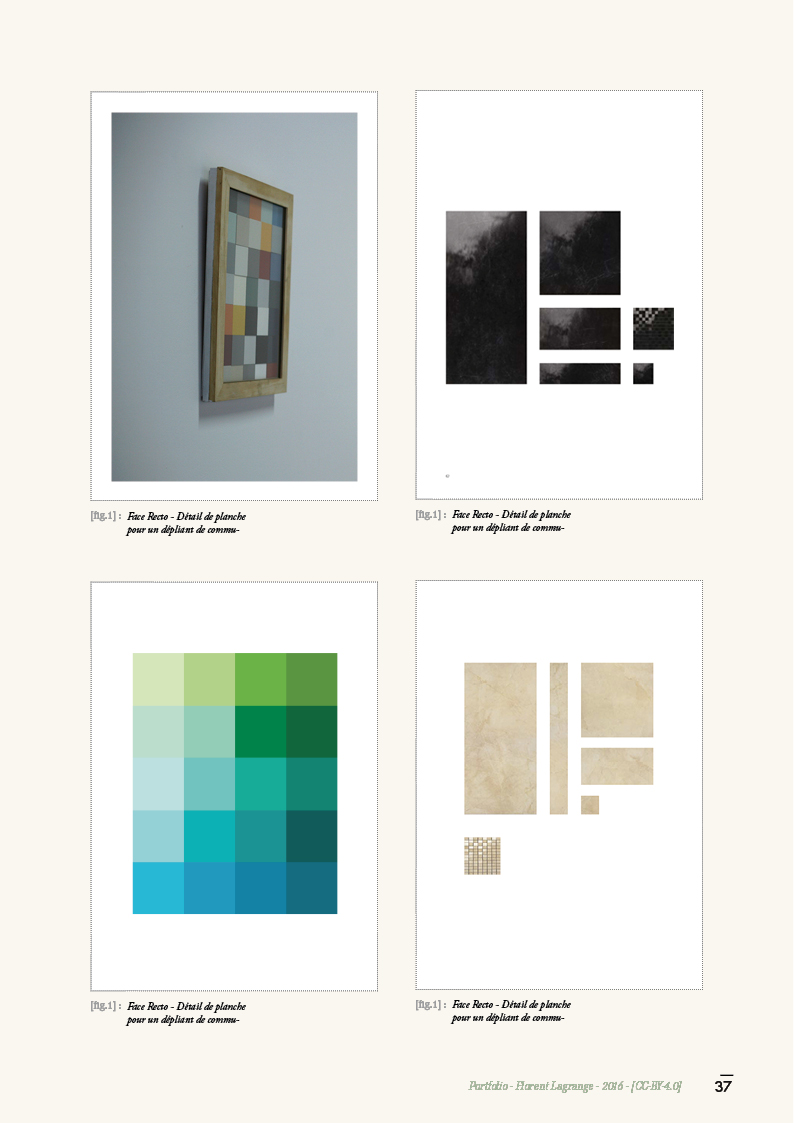 [fig.1] : Face Recto - Détail de planche
pour un dépliant de commu-
[fig.1] : Face Recto - Détail de planche
pour un dépliant de commu-
[fig.1] : Face Recto - Détail de planche
pour un dépliant de commu-
[fig.1] : Face Recto - Détail de planche
pour un dépliant de commu-
Portfolio - Florent Lagrange - 2016 - [CC-BY-4.0]
37